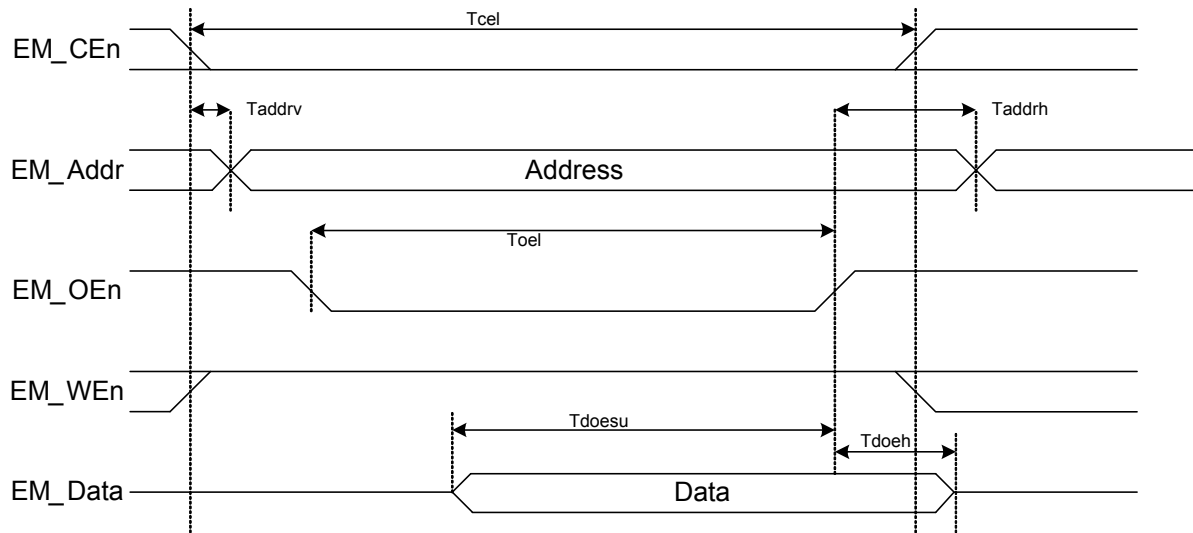 Tcel
EM_CEn
Taddrv
Taddrh
EM_Addr
Address
Toel
EM_OEn
EM_WEn
Tdoesu
Tdoeh
EM_Data
Data